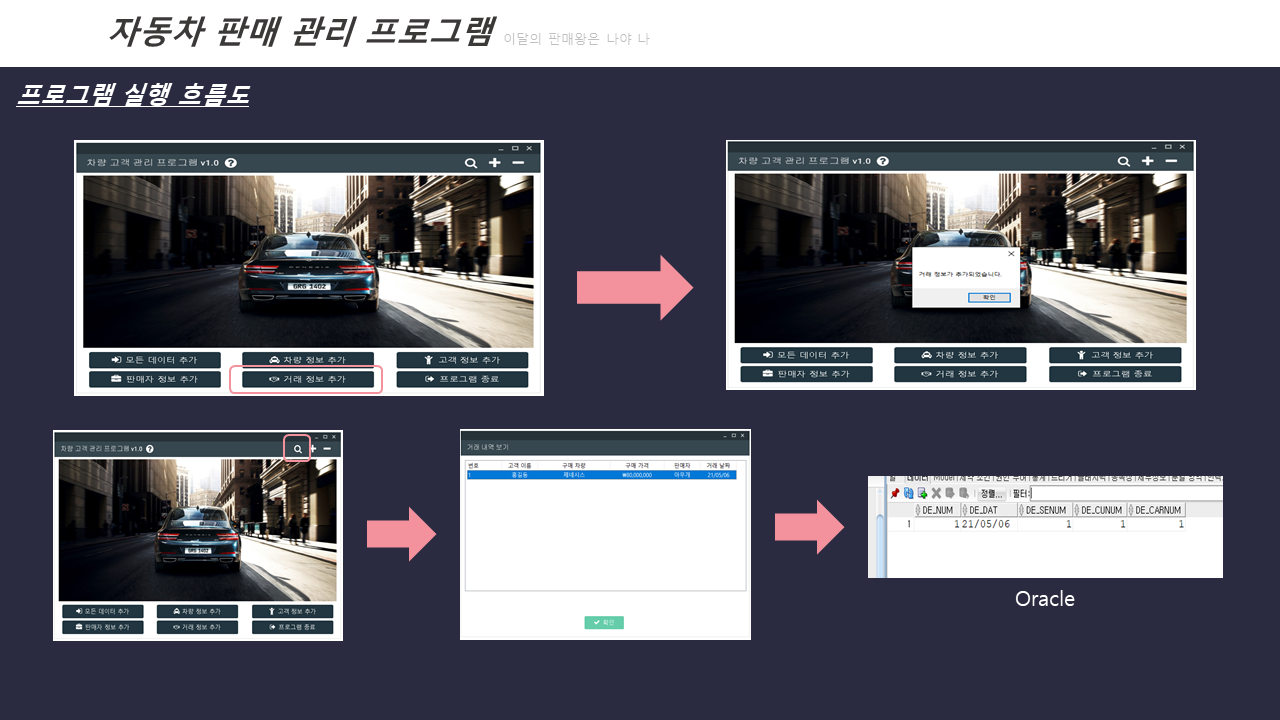 자동차 판매 관리 프로그램 이달의 판매왕은 나야 나
프로그램 실행 흐름도
차량 고객 관리 프로그램 v1.0
GRG 1402
모든 데이터 추가 차량 정보 추가 고객 정보 추가
판매자 정보 추가 거래 정보 추가 프로그램 종료
차량 고객 관리 프로그램 v1.0
거래 정보가 추가되었습니다.
확인
모든 데이터 추가 차량 정보 추가 고객 정보 추가
판매자 정보 추가 거래 정보 추가 프로그램 종료
차량 고객 관리 프로그램 v1.0
GRG 1402
모든 데이터 추가 차량 정보 추가 고객 정보 추가
판매자 정보 추가 거래 정보 추가 프로그램 종료
거래 내역 보기
번호 고객 이름 구매 차량 구매 가격 판매자 거래 날짜
1 홍길동 제네시스 ₩80,000,000 아무개 21/05/06
확인
정렬... 필터:
DE_NUM DE_DAT DE_SENUM DE_CUNUM DE_CARNUM
1 1 21/05/06 1 1 1
Oracle